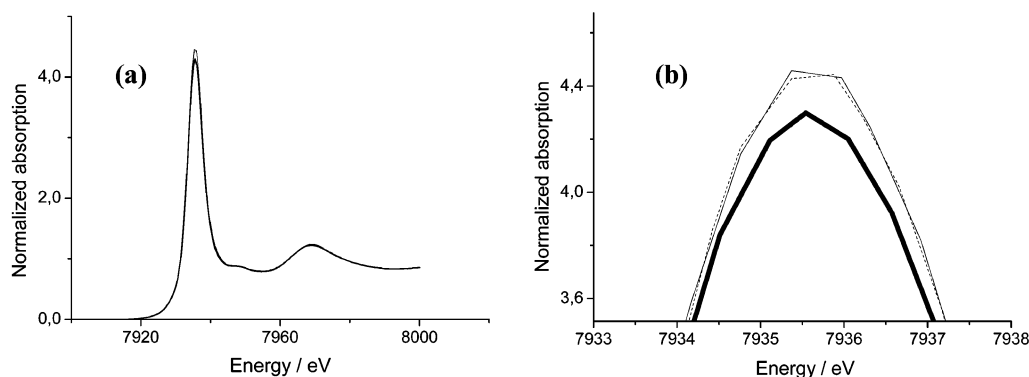 (a)
Normalized absorption
4,0
2,0
0,0
7920
7960
8000
Energy / eV
(b)
Normalized absorption
4,4
4,0
3,6
7933
7934
7935
7936
7937
7938
Energy / eV